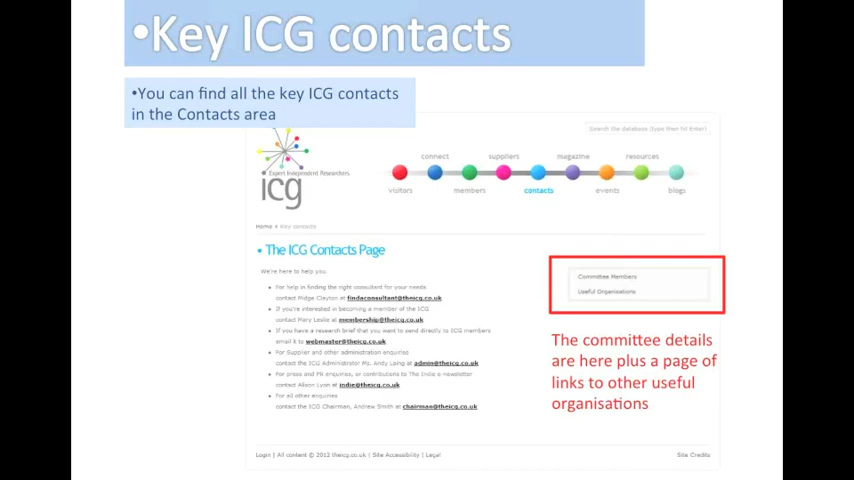 •Key ICG contacts
•You can find all the key ICG contacts
in the Contacts area
Search the database (type then hit Enter)
Expert Independent Researchers
icg
connect suppliers magazine resources
visitors members contacts events blogs
Home › Key contacts
• The ICG Contacts Page
We're here to help you.
• For help in finding the right consultant for your needs
contact Midge Clayton at findaconsultant@theicg.co.uk
• If you're interested in becoming a member of the ICG
contact Mary Leslie at membership@theicg.co.uk
• If you have a research brief that you want to send directly to ICG members
email it to webmaster@theicg.co.uk
• For Supplier and other administration enquiries
contact the ICG Administrator Ms. Andy Laing at admin@theicg.co.uk
• For press and PR enquiries, or contributions to The Indie e-newsletter
contact Alison Lyon at indie@theicg.co.uk
• For all other enquiries
contact the ICG Chairman, Andrew Smith at chairman@theicg.co.uk
Committee Members
Useful Organisations
The committee details
are here plus a page of
links to other useful
organisations
Login | All content © 2012 theicg.co.uk | Site Accessibility | Legal
Site Credits